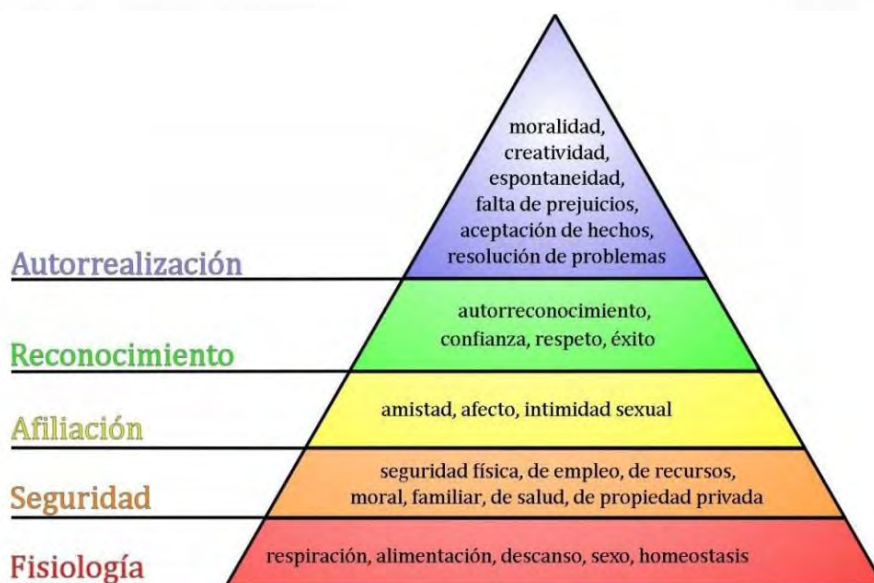 moralidad,
creatividad,
espontaneidad,
falta de prejuicios,
aceptación de hechos,
resolución de problemas
Autorrealización
autorreconocimiento,
confianza, respeto, éxito
Reconocimiento
amistad, afecto, intimidad sexual
Afiliación
seguridad física, de empleo, de recursos,
moral, familiar, de salud, de propiedad privada
Seguridad
respiración, alimentación, descanso, sexo, homeostasis
Fisiología